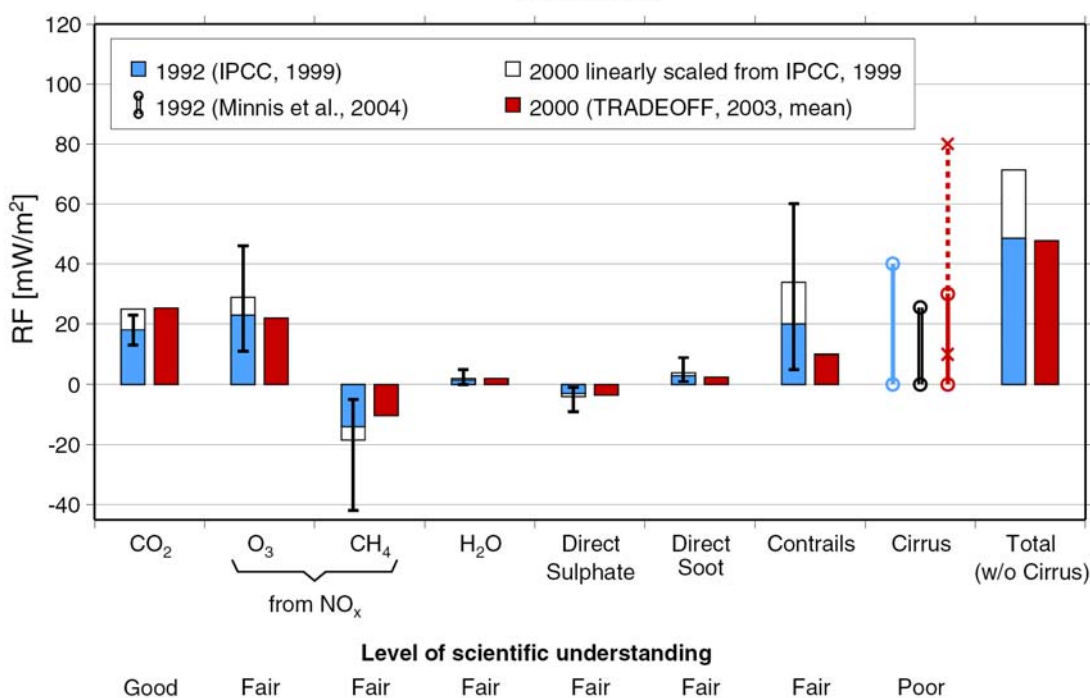 120
100
80
60
40
20
0
-20
-40
RF [mW/m²]
1992 (IPCC, 1999)
2000 linearly scaled from IPCC, 1999
1992 (Minnis et al., 2004)
2000 (TRADEOFF, 2003, mean)
CO₂ O₃ CH₄ H₂O Direct Sulphate Direct Soot Contrails Cirrus Total (w/o Cirrus)
from NOₓ
Level of scientific understanding
Good Fair Fair Fair Fair Fair Fair Poor